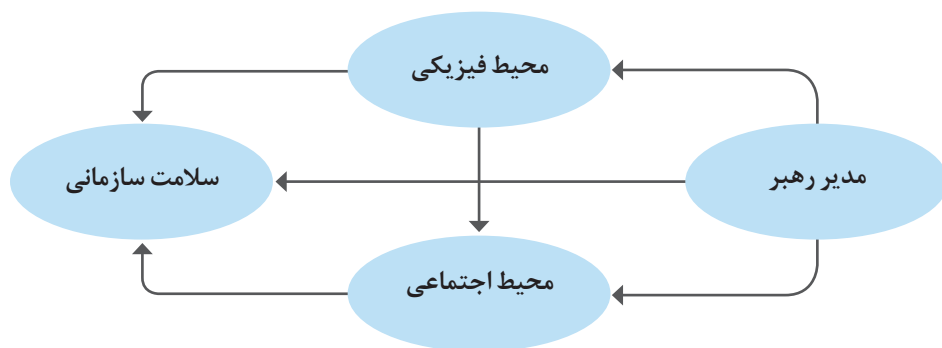 محیط فیزیکی
مدیر رهبر
سلامت سازمانی
محیط اجتماعی